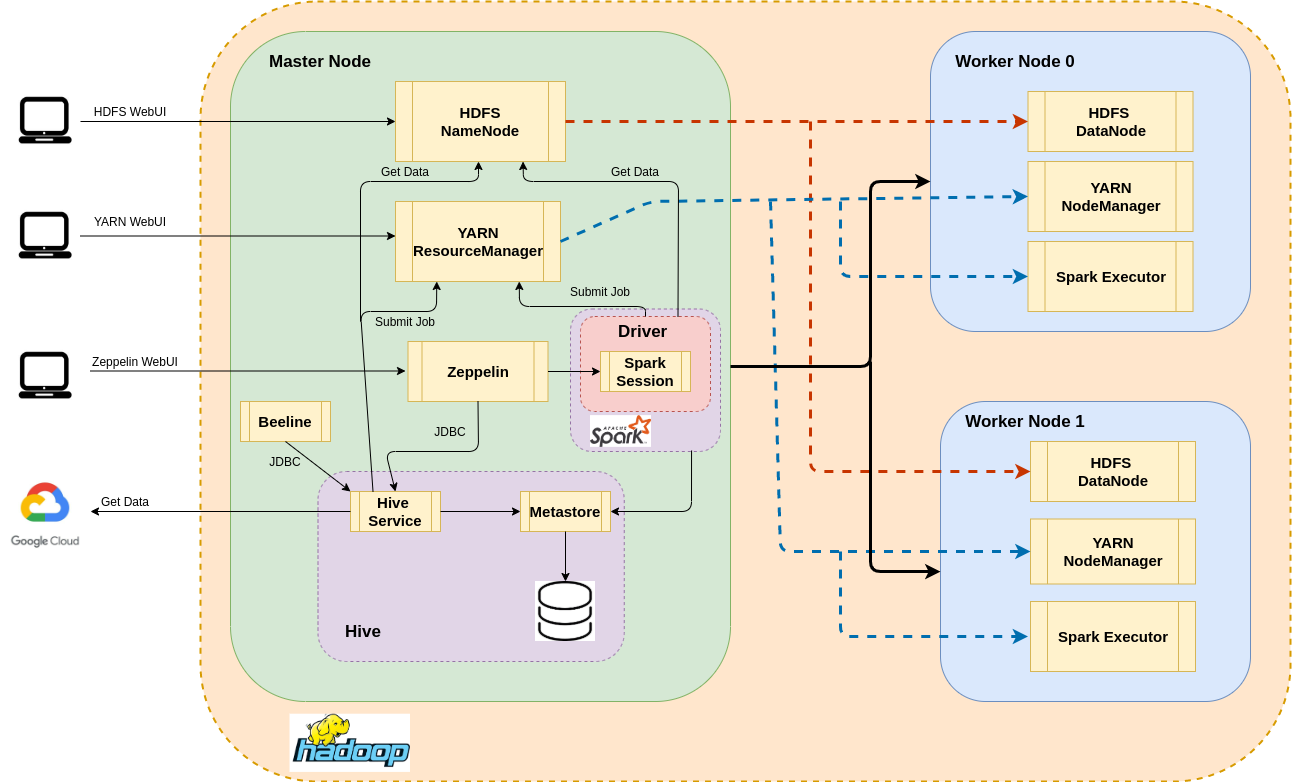 Master Node
Worker Node 0
HDFS WebUI
HDFS
NameNode
HDFS
DataNode
Get Data
Get Data
YARN WebUI
YARN
ResourceManager
YARN
NodeManager
Spark Executor
Submit Job
Submit Job
Driver
Zeppelin WebUI
Zeppelin
Spark
Session
APACHE
Spark
Beeline
JDBC
JDBC
Worker Node 1
HDFS
DataNode
Get Data
Hive
Service
Metastore
Google Cloud
YARN
NodeManager
Hive
Spark Executor
hadoop